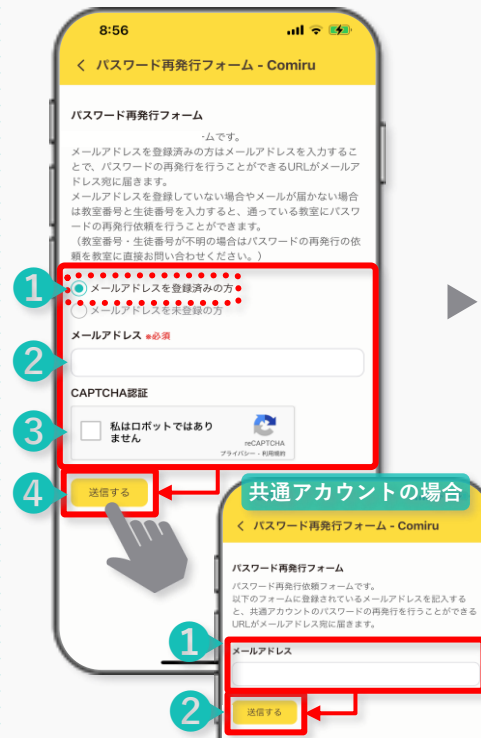 8:56
パスワード再発行フォーム - Comiru
パスワード再発行フォーム
ムです。
メールアドレスを登録済みの方はメールアドレスを入力するこ
とで、パスワードの再発行を行うことができるURLがメールア
ドレス宛に届きます。
メールアドレスを登録していない場合やメールが届かない場合
は教室番号と生徒番号を入力すると、通っている教室にパスワ
ードの再発行依頼を行うことができます。
（教室番号・生徒番号が不明の場合はパスワードの再発行の依
頼を教室に直接お問い合わせください。）
1 メールアドレスを登録済みの方
メールアドレスを未登録の方
メールアドレス ※必須
2
CAPTCHA認証
3 私はロボットではあり
ません
reCAPTCHA
プライバシー - 利用規約
4 送信する
共通アカウントの場合
パスワード再発行フォーム - Comiru
パスワード再発行フォーム
パスワード再発行依頼フォームです。
以下のフォームに登録されているメールアドレスを記入する
と、共通アカウントのパスワードの再発行を行うことができる
URLがメールアドレス宛に届きます。
1 メールアドレス
2 送信する